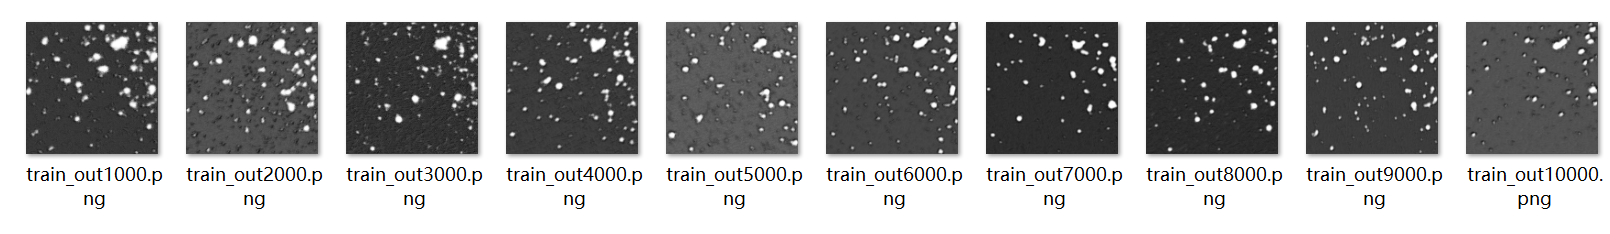 train_out1000.p
ng
train_out2000.p
ng
train_out3000.p
ng
train_out4000.p
ng
train_out5000.p
ng
train_out6000.p
ng
train_out7000.p
ng
train_out8000.p
ng
train_out9000.p
ng
train_out10000.
png